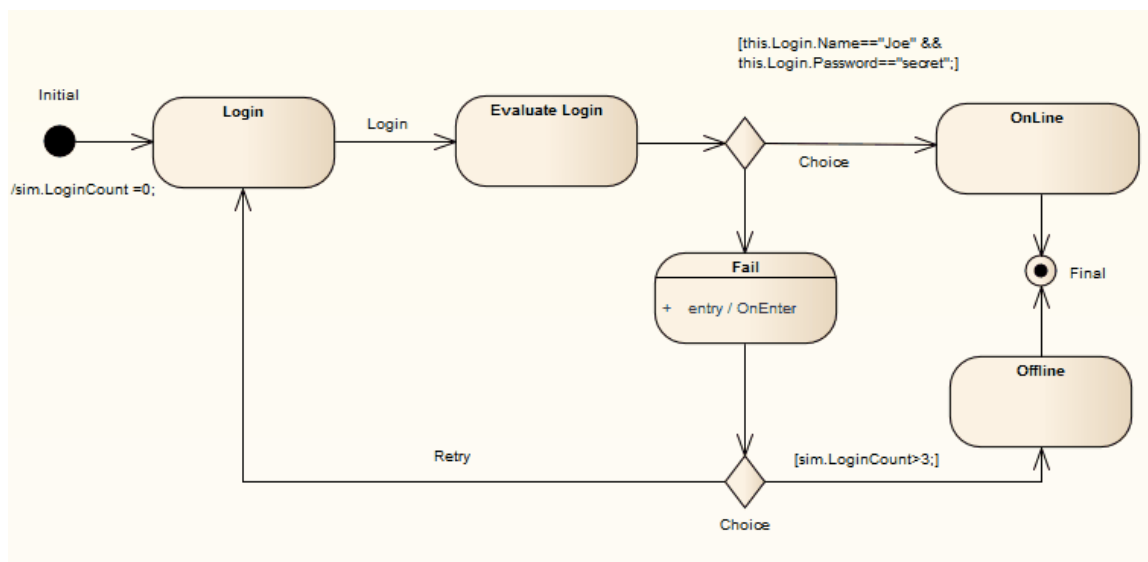 [this.Login.Name=="Joe" &&
this.Login.Password=="secret";]
Initial
Login
Login
Evaluate Login
OnLine
Choice
/sim.LoginCount =0;
Fail
+ entry / OnEnter
Final
Offline
Retry
[sim.LoginCount>3;]
Choice